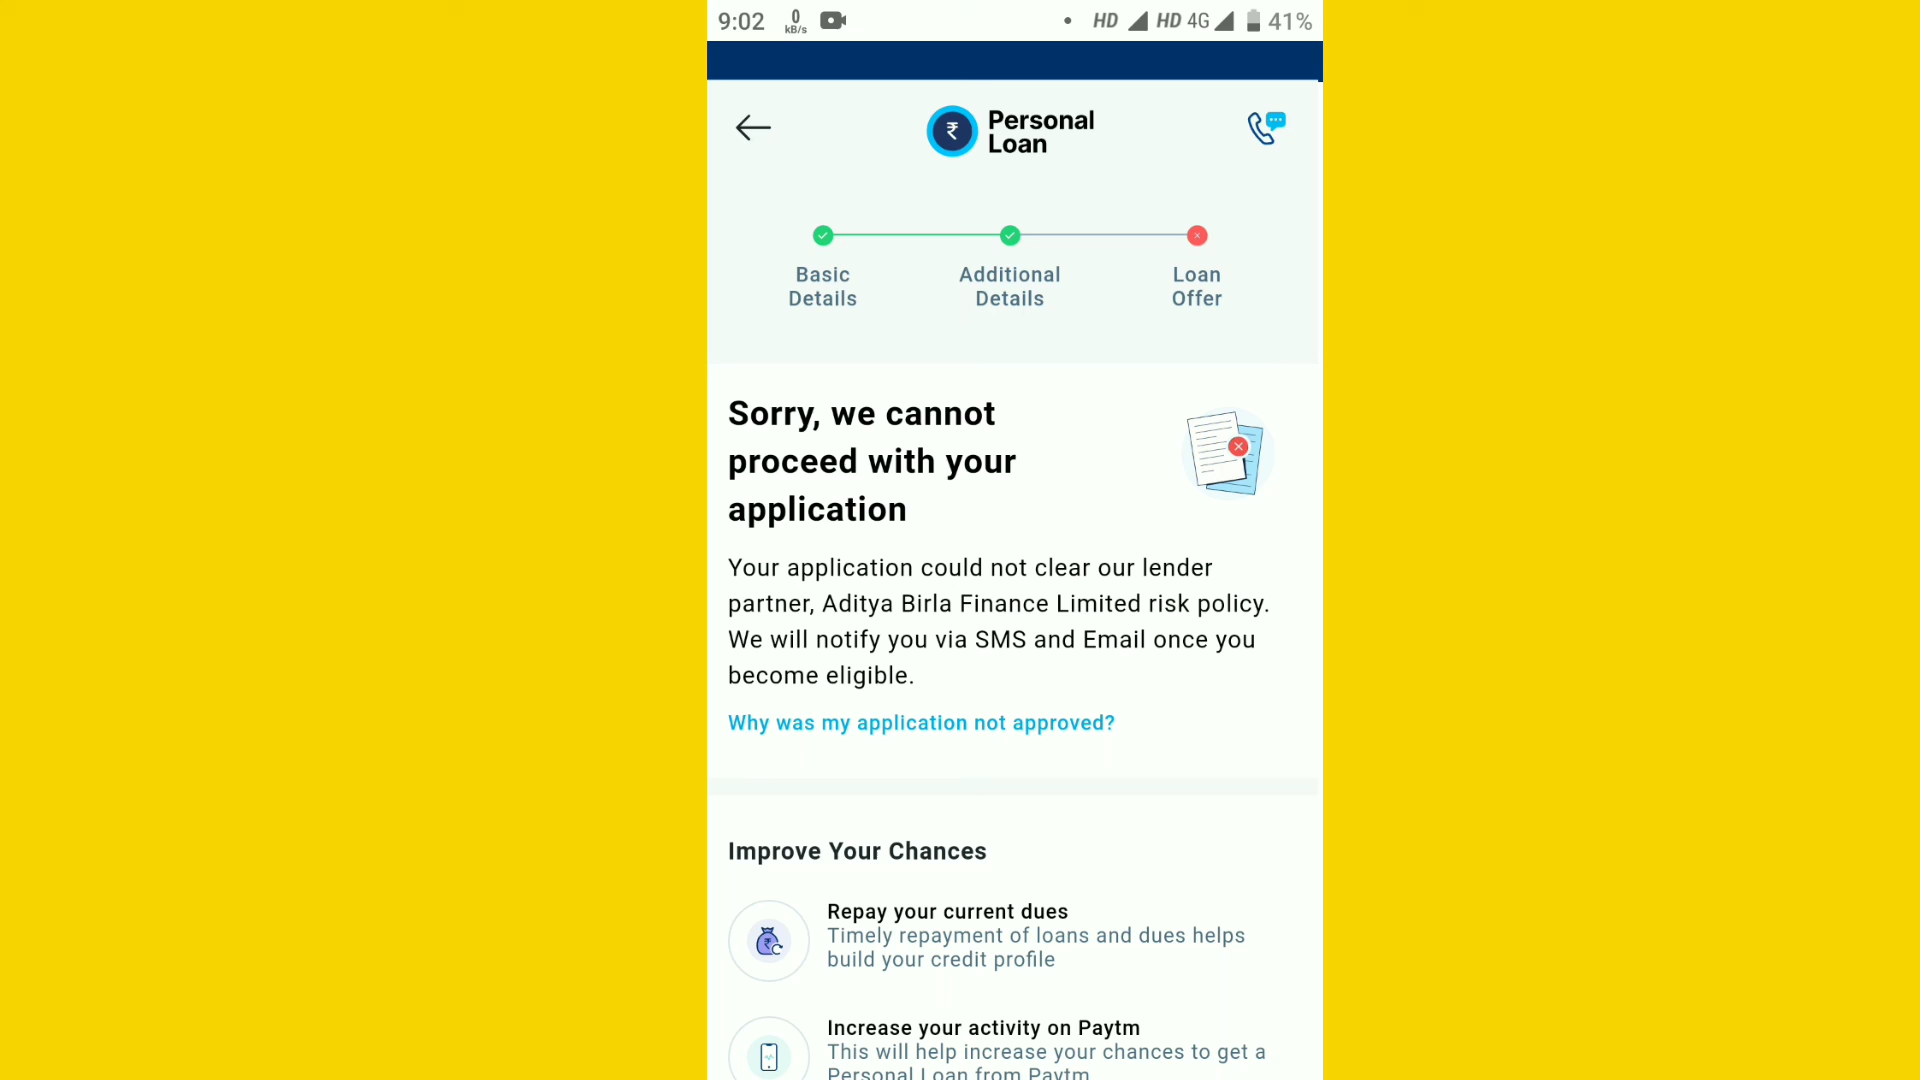 9:02 0 kB/s HD HD 4G 41%
Personal
Loan
Basic Details
Additional Details
Loan Offer
Sorry, we cannot
proceed with your
application
Your application could not clear our lender
partner, Aditya Birla Finance Limited risk policy.
We will notify you via SMS and Email once you
become eligible.
Why was my application not approved?
Improve Your Chances
Repay your current dues
Timely repayment of loans and dues helps
build your credit profile
Increase your activity on Paytm
This will help increase your chances to get a
Personal Loan from Paytm